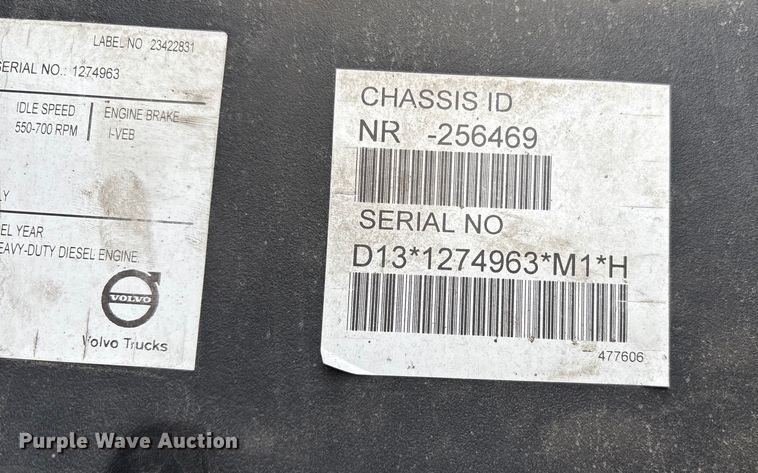 LABEL NO 23422831
SERIAL NO.: 1274963
IDLE SPEED
550-700 RPM
ENGINE BRAKE
I-VEB
LY
EL YEAR
EAVY-DUTY DIESEL ENGINE.
VOLVO
Volvo Trucks
CHASSIS ID
NR -256469
SERIAL NO
D13*1274963*M1*H
477606
Purple Wave Auction